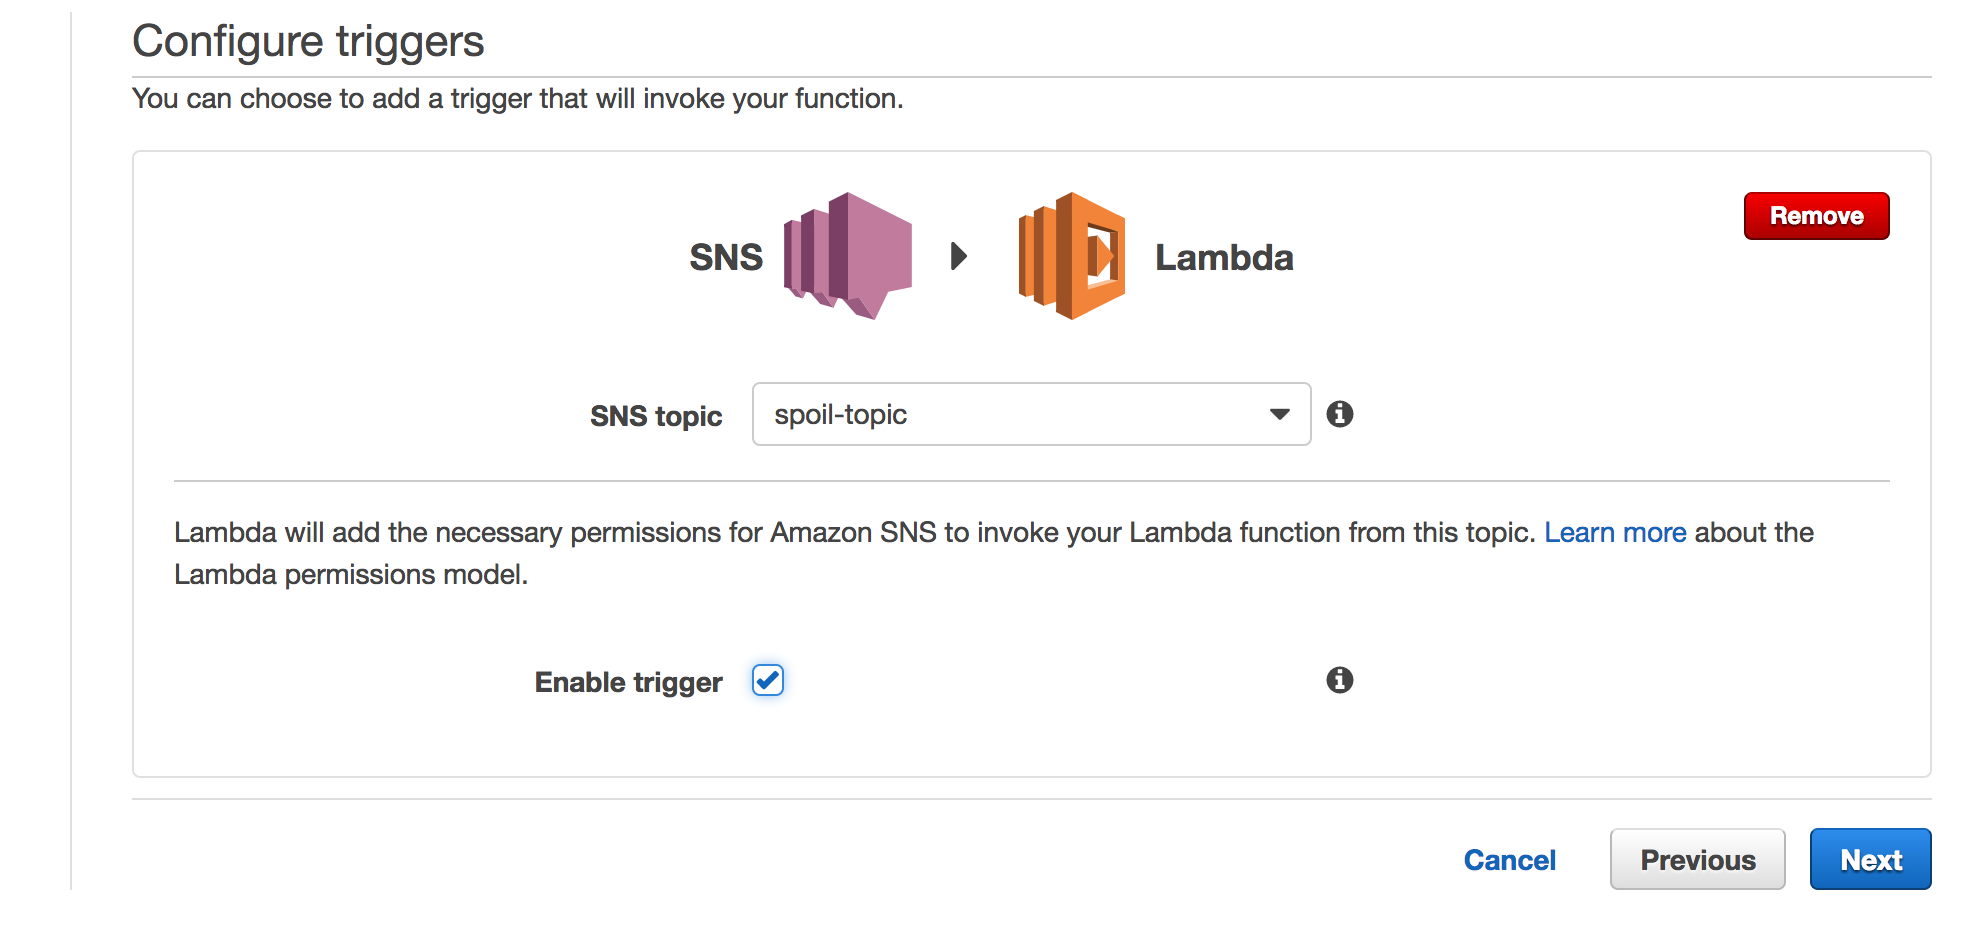 Configure triggers
You can choose to add a trigger that will invoke your function.
Remove
SNS
Lambda
SNS topic
spoil-topic
Lambda will add the necessary permissions for Amazon SNS to invoke your Lambda function from this topic. Learn more about the
Lambda permissions model.
Enable trigger
Cancel
Previous
Next